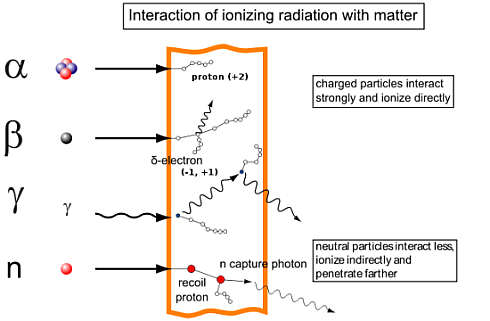 Interaction of ionizing radiation with matter
α
proton (+2)
charged particles interact
strongly and ionize directly
β
δ-electron
(-1, +1)
γ
γ
n
n capture photon
recoil
proton
neutral particles interact less,
ionize indirectly and
penetrate farther